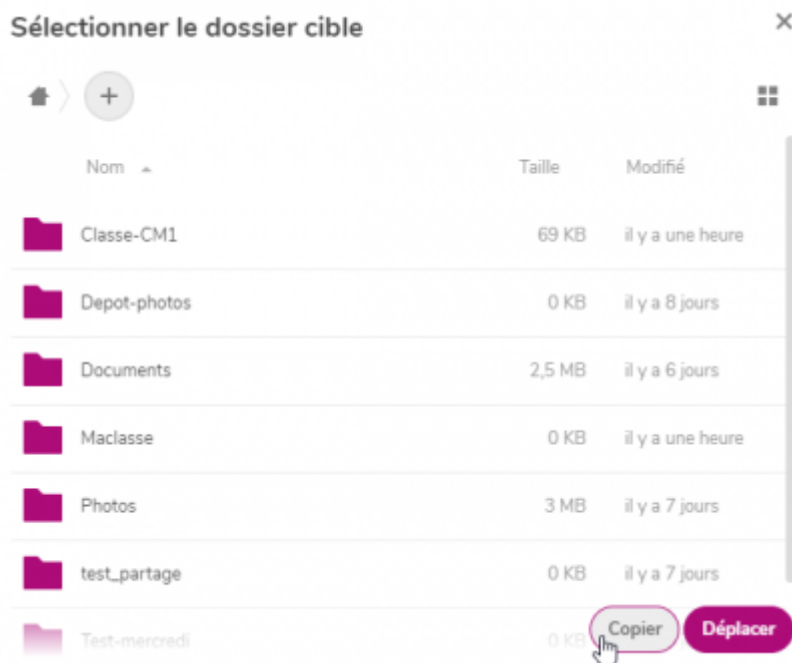 Sélectionner le dossier cible
Nom Taille Modifié
Classe-CM1 69 KB il y a une heure
Depot-photos 0 KB il y a 8 jours
Documents 2,5 MB il y a 6 jours
Maclasse 0 KB il y a une heure
Photos 3 MB il y a 7 jours
test_partage 0 KB il y a 7 jours
Test-mercredi 0 KB
Copier Déplacer